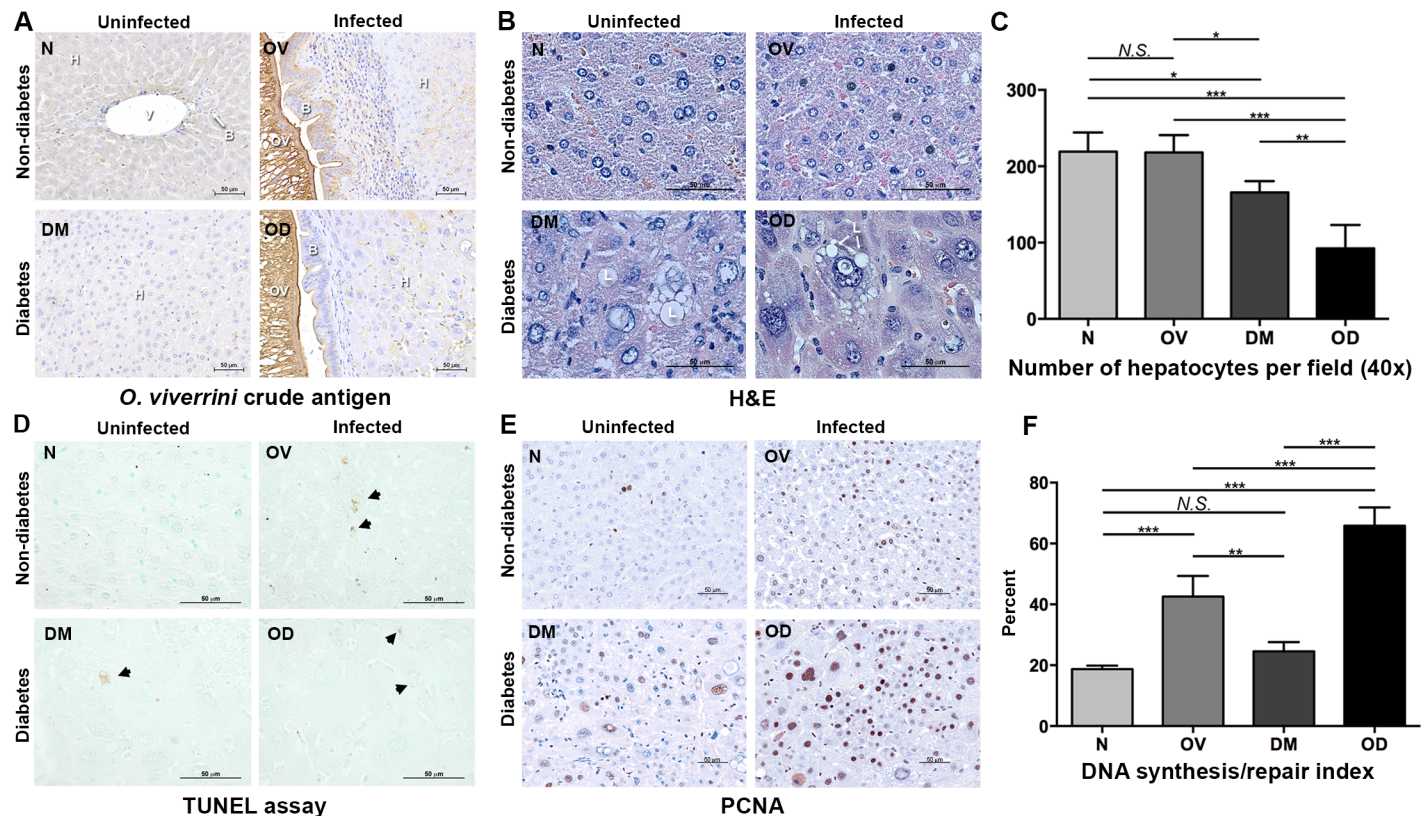 A
Uninfected
Infected
Non-diabetes
N
H
V
B
50 µm
OV
B
H
OV
50 µm
Diabetes
DM
H
50 µm
OD
B
H
OV
50 µm
O. viverrini crude antigen
B
Uninfected
Infected
Non-diabetes
N
50 µm
OV
50 µm
Diabetes
DM
L
L
50 µm
OD
L
50 µm
H&E
C
*
N.S.
*
***
***
**
300
200
100
0
N OV DM OD
Number of hepatocytes per field (40x)
D
Uninfected
Infected
Non-diabetes
N
50 µm
OV
50 µm
Diabetes
DM
50 µm
OD
50 µm
TUNEL assay
E
Uninfected
Infected
Non-diabetes
N
50 µm
OV
50 µm
Diabetes
DM
50 µm
OD
50 µm
PCNA
F
***
***
***
N.S.
***
**
Percent
80
60
40
20
0
N OV DM OD
DNA synthesis/repair index